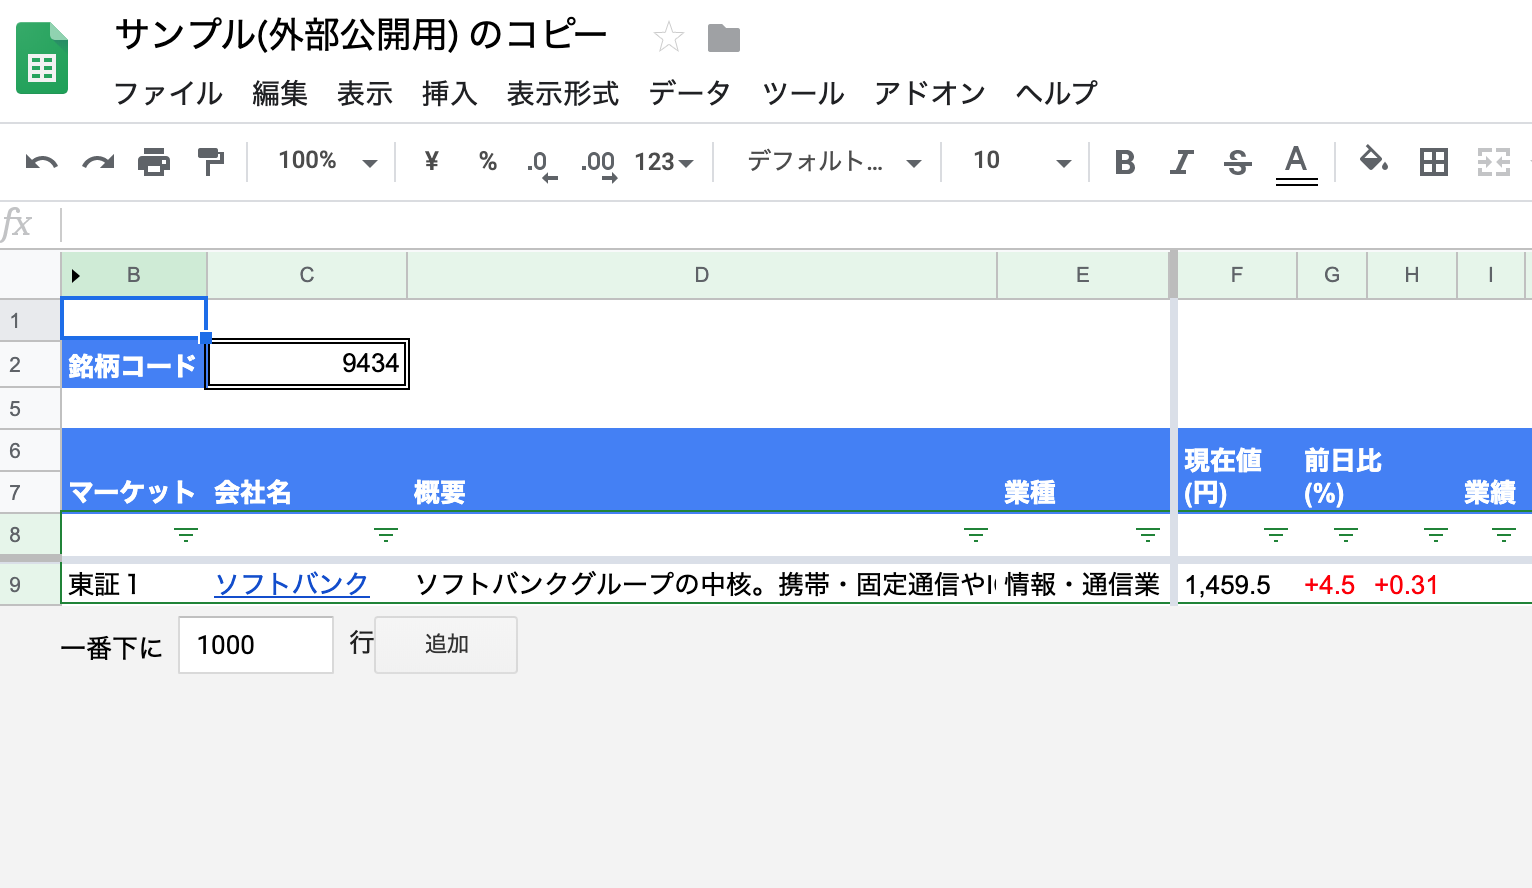 サンプル(外部公開用) のコピー
ファイル 編集 表示 挿入 表示形式 データ ツール アドオン ヘルプ
100% ¥ % .0 .00 123 デフォルト... 10 B I S A
fx
B C D E F G H I
1
2 銘柄コード 9434
5
6 現在値 前日比
7 マーケット 会社名 概要 業種 (円) (%) 業績
8
9 東証1 ソフトバンク ソフトバンクグループの中核。携帯・固定通信や 情報・通信業 1,459.5 +4.5 +0.31
一番下に 1000 行 追加